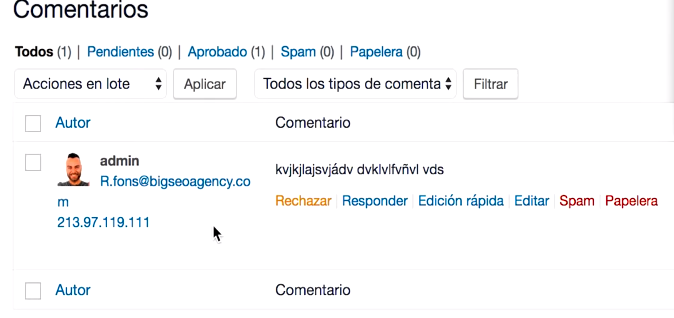 Comentarios
Todos (1) | Pendientes (0) | Aprobado (1) | Spam (0) | Papelera (0)
Acciones en lote Aplicar Todos los tipos de comenta Filtrar
Autor Comentario
admin
R.fons@bigseoagency.co
m
213.97.119.111
kvjkjlajsvjádv dvklvlfvñvl vds
Rechazar | Responder | Edición rápida | Editar | Spam | Papelera
Autor Comentario